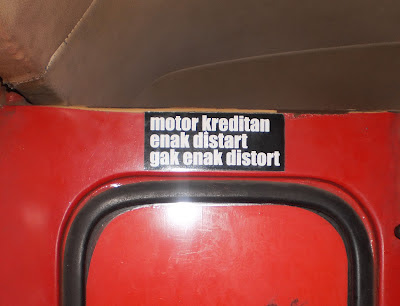 motor kreditan
enak distart
gak enak distort